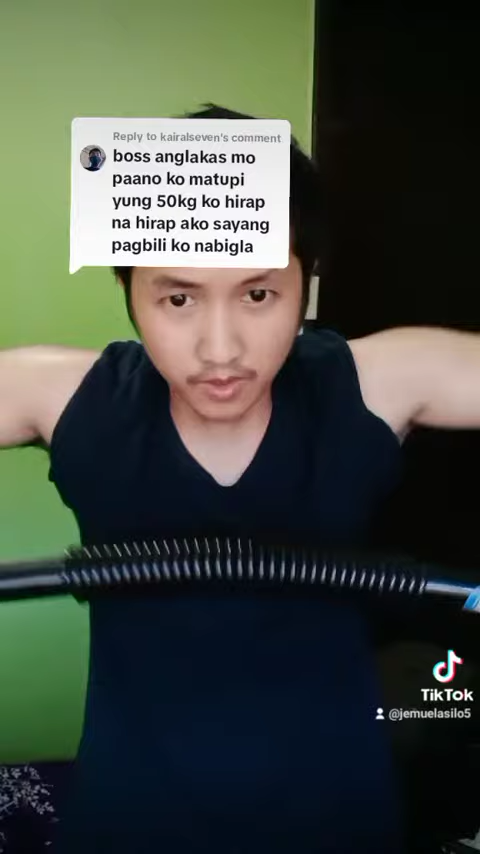 Reply to kairalseven's comment
boss anglakas mo
paano ko matupi
yung 50kg ko hirap
na hirap ako sayang
pagbili ko nabigla
TikTok
@jemuelasilo5